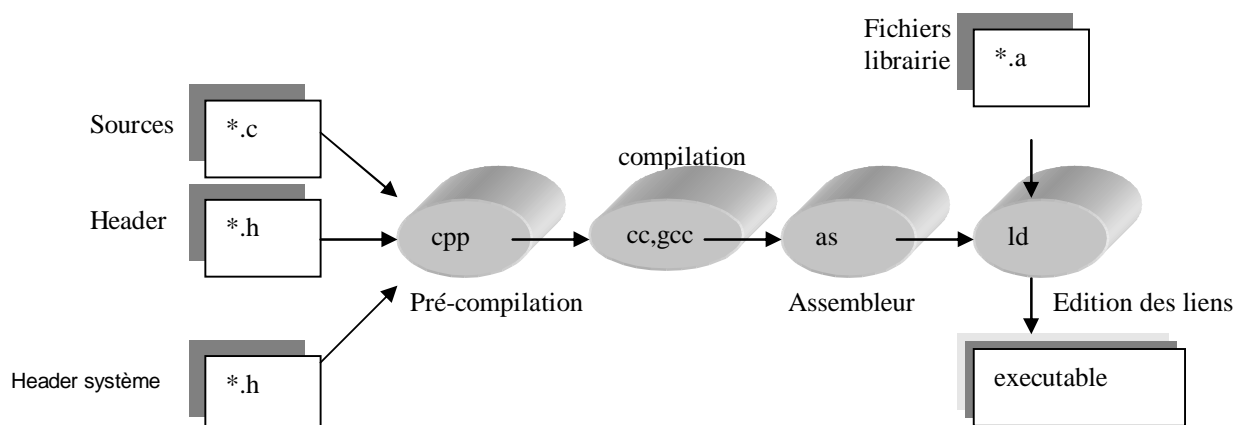 Fichiers
librairie
*.a
Sources
*.c
compilation
Header
*.h
cpp
cc,gcc
as
ld
Pré-compilation
Assembleur
Edition des liens
Header système
*.h
executable